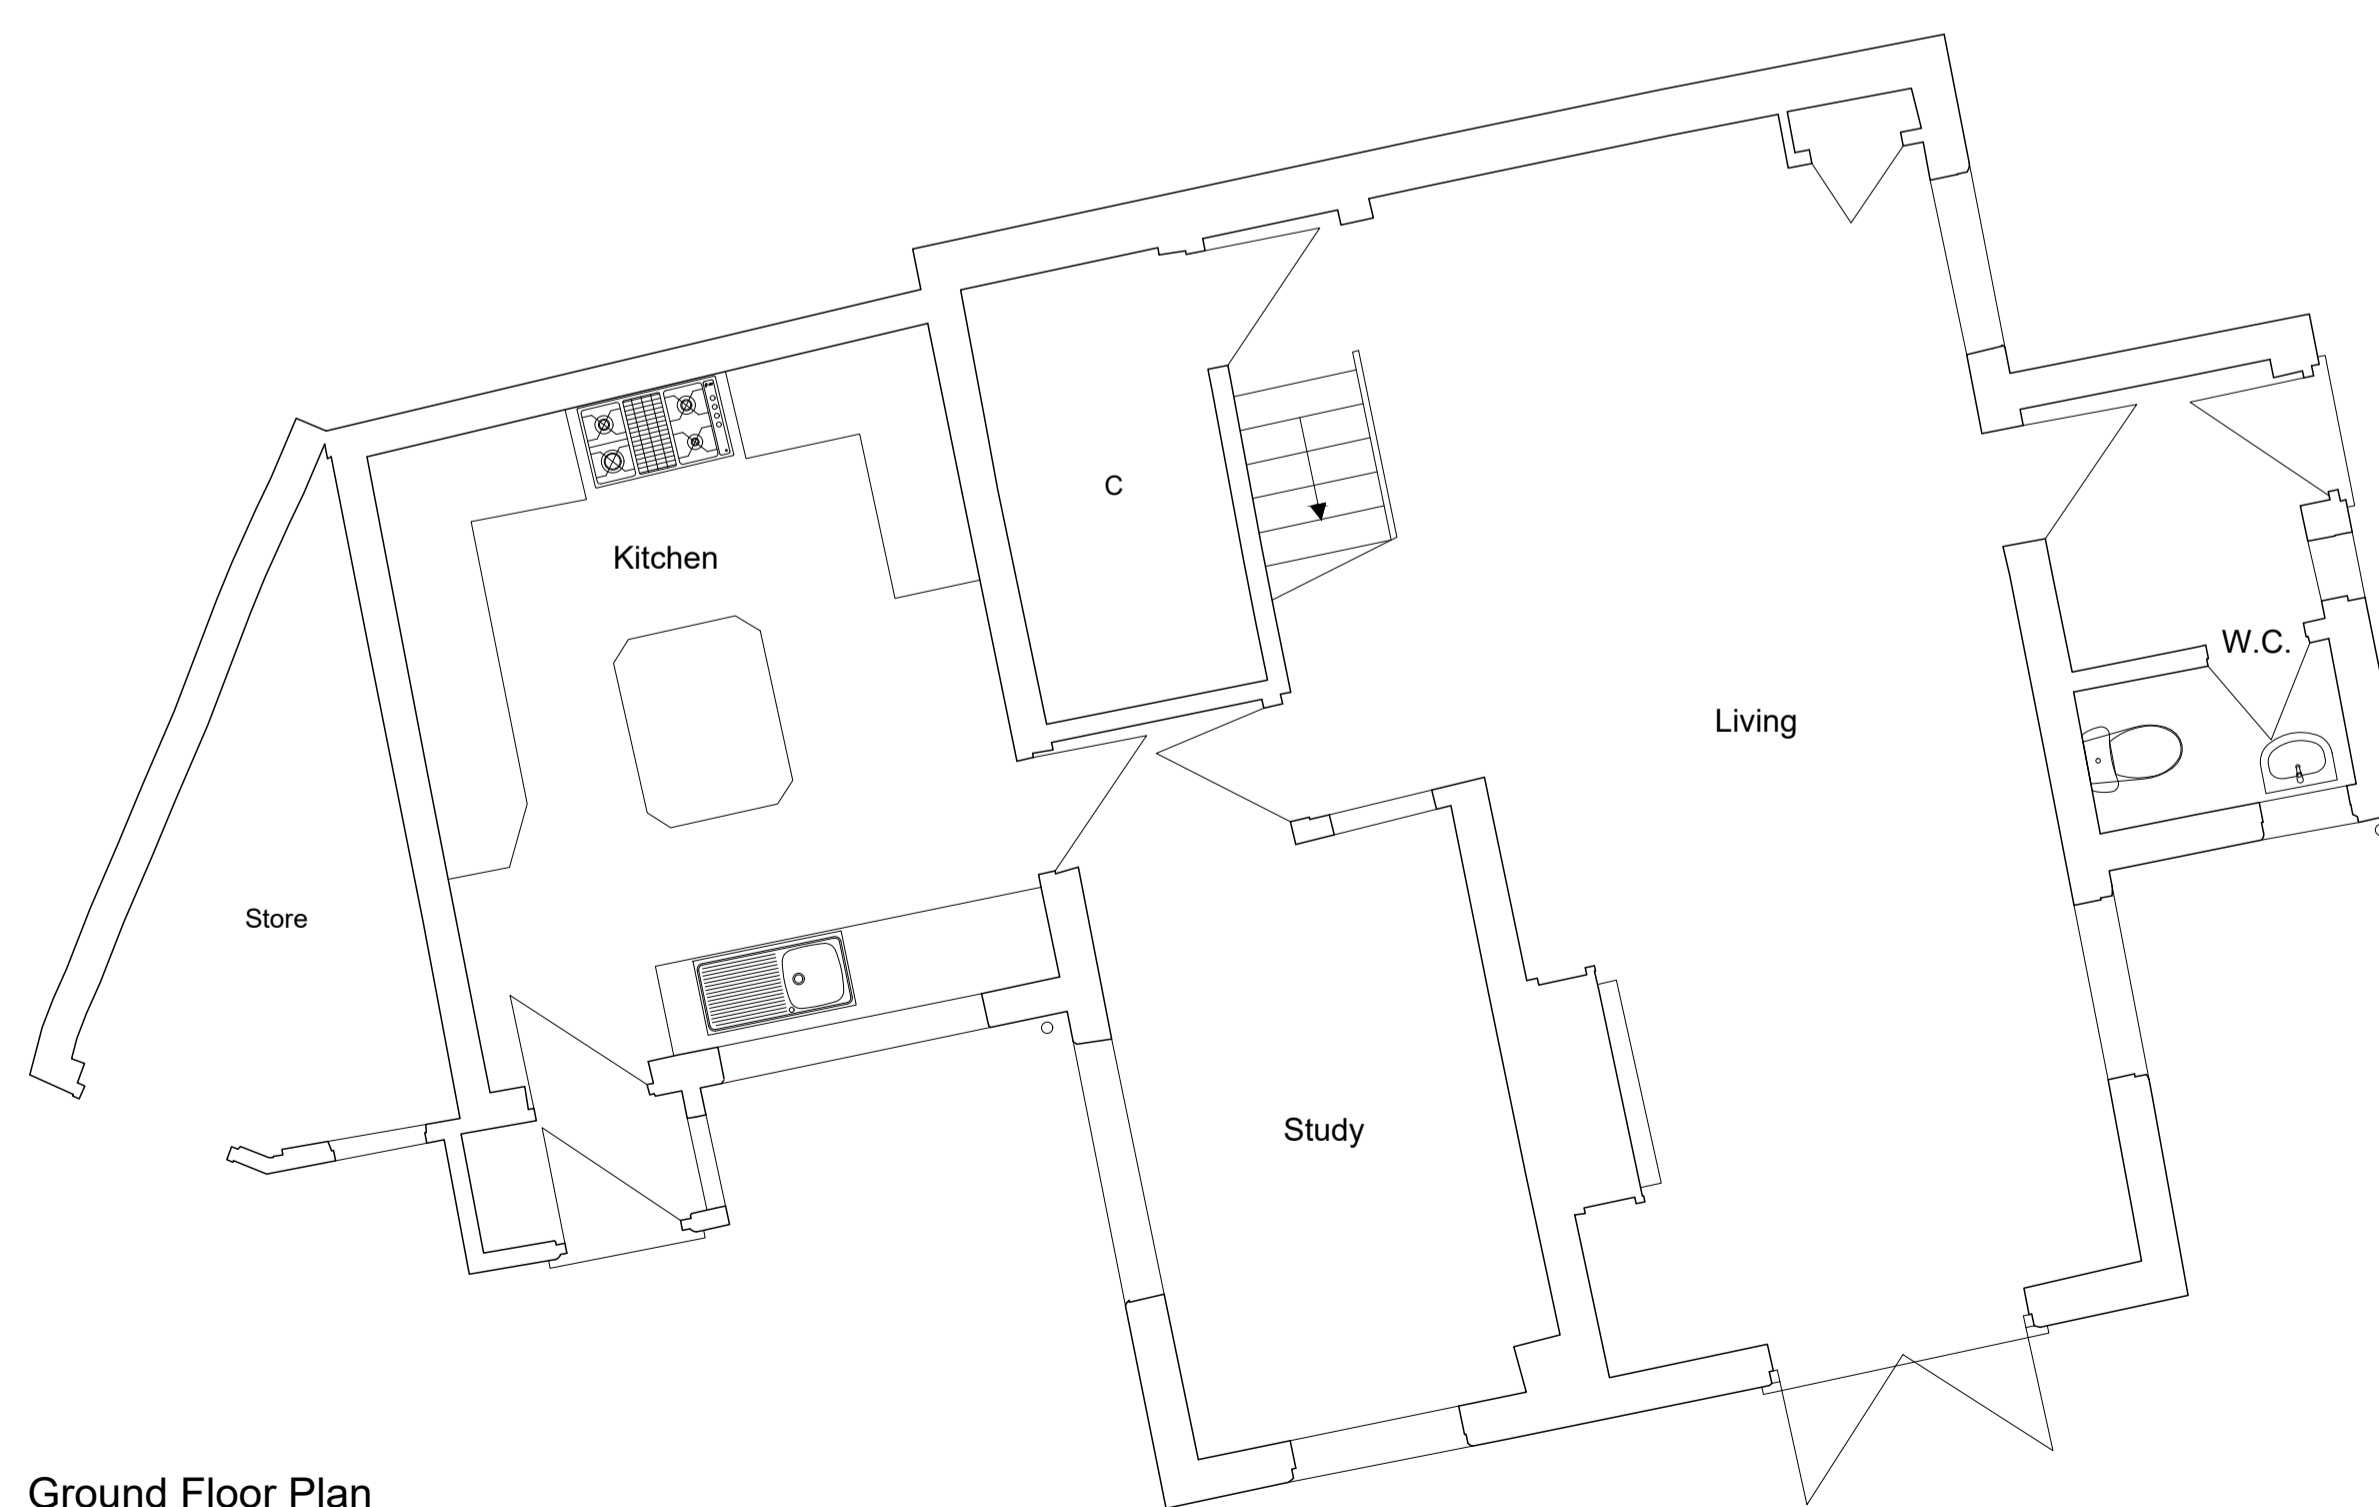 C
Kitchen
W.C.
Living
Store
Study
Ground Floor Plan